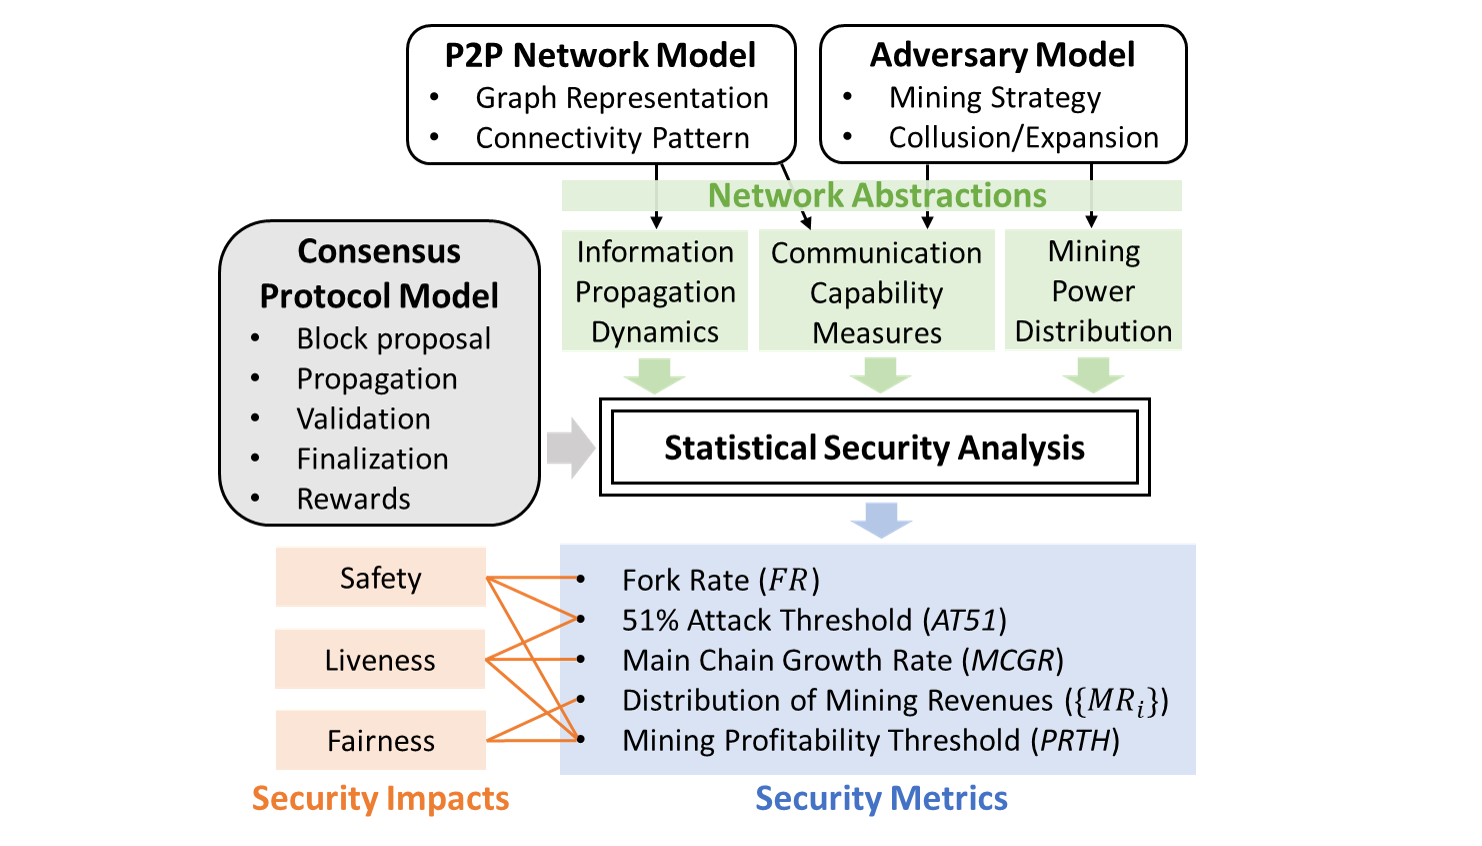 P2P Network Model
• Graph Representation
• Connectivity Pattern
Adversary Model
• Mining Strategy
• Collusion/Expansion
Network Abstractions
Information
Propagation
Dynamics
Communication
Capability
Measures
Mining
Power
Distribution
Consensus
Protocol Model
• Block proposal
• Propagation
• Validation
• Finalization
• Rewards
Statistical Security Analysis
Safety
Liveness
Fairness
Security Impacts
• Fork Rate (FR)
• 51% Attack Threshold (AT51)
• Main Chain Growth Rate (MCGR)
• Distribution of Mining Revenues ({MRᵢ})
• Mining Profitability Threshold (PRTH)
Security Metrics